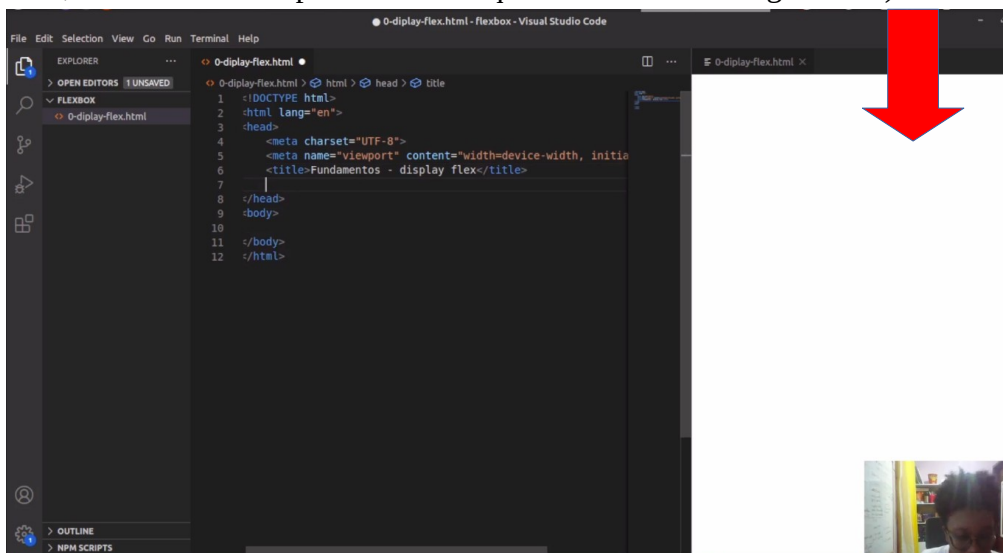 0-diplay-flex.html - flexbox - Visual Studio Code
File Edit Selection View Go Run Terminal Help
EXPLORER
0-diplay-flex.html
0-diplay-flex.html
OPEN EDITORS 1 UNSAVED
0-diplay-flex.html > html > head > title
FLEXBOX
0-diplay-flex.html
1 <!DOCTYPE html>
2 <html lang="en">
3 <head>
4 <meta charset="UTF-8">
5 <meta name="viewport" content="width=device-width, initia
6 <title>Fundamentos - display flex</title>
7
8 </head>
9 <body>
10
11 </body>
12 </html>
1
1
OUTLINE
NPM SCRIPTS